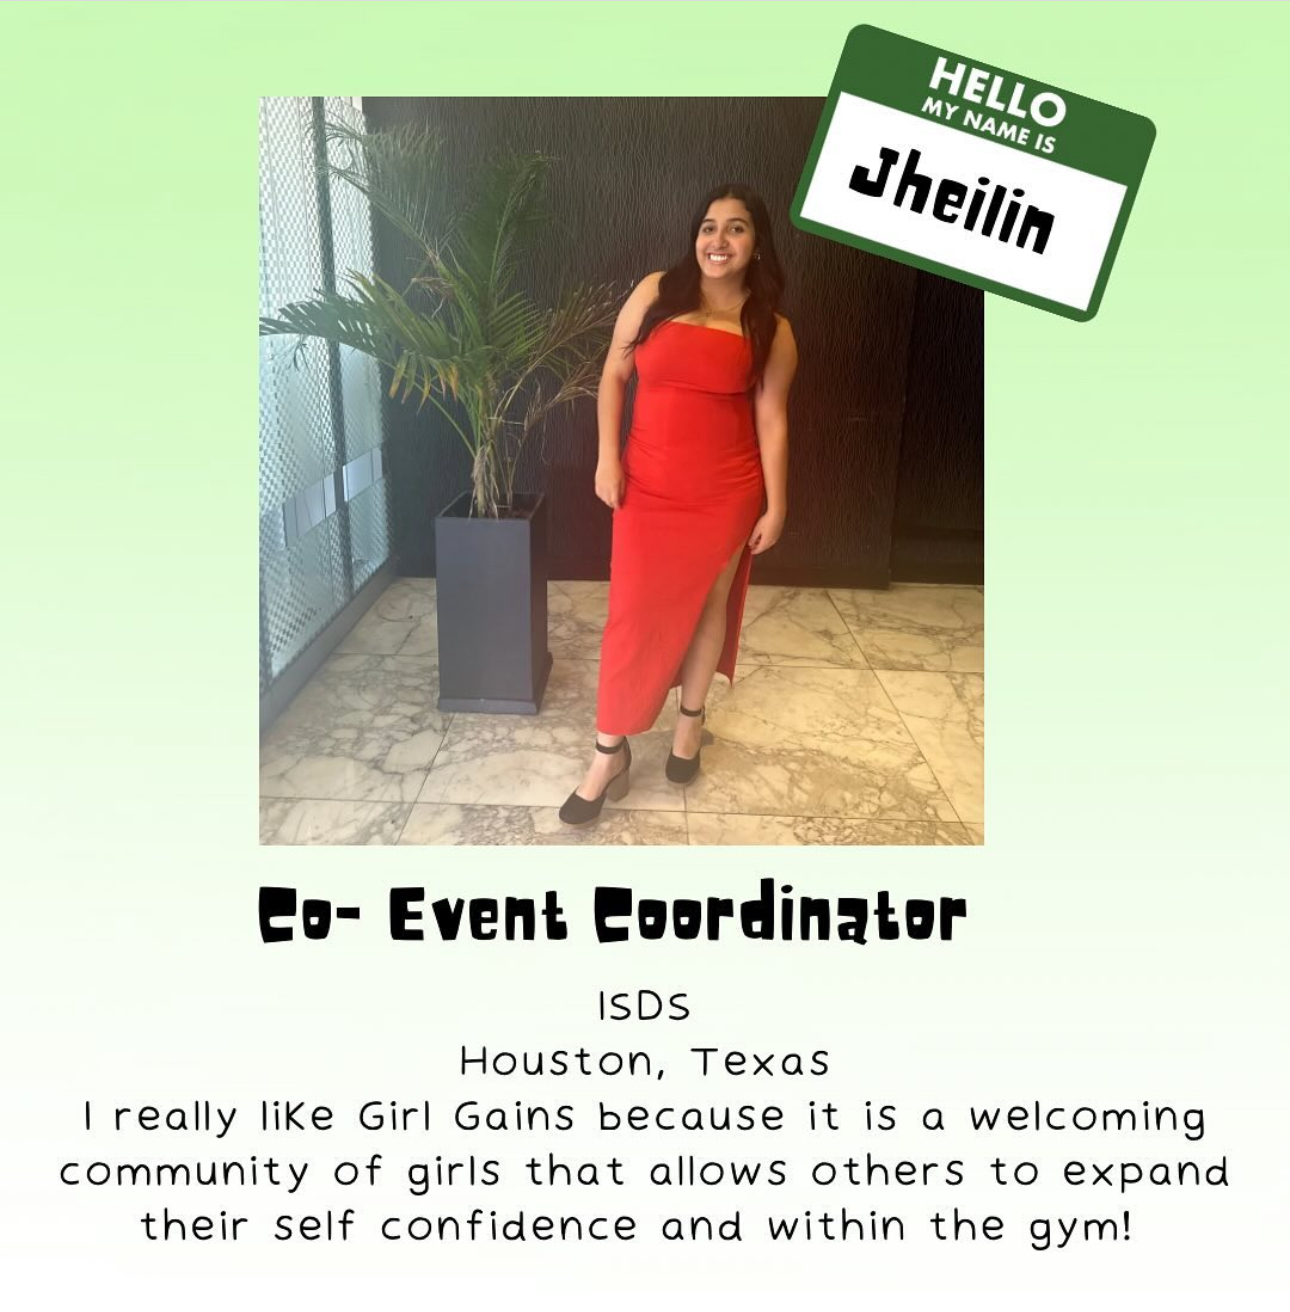 HELLO
MY NAME IS
Jheilin
Co- Event Coordinator
ISDS
Houston, Texas
I really like Girl Gains because it is a welcoming
community of girls that allows others to expand
their self confidence and within the gym!